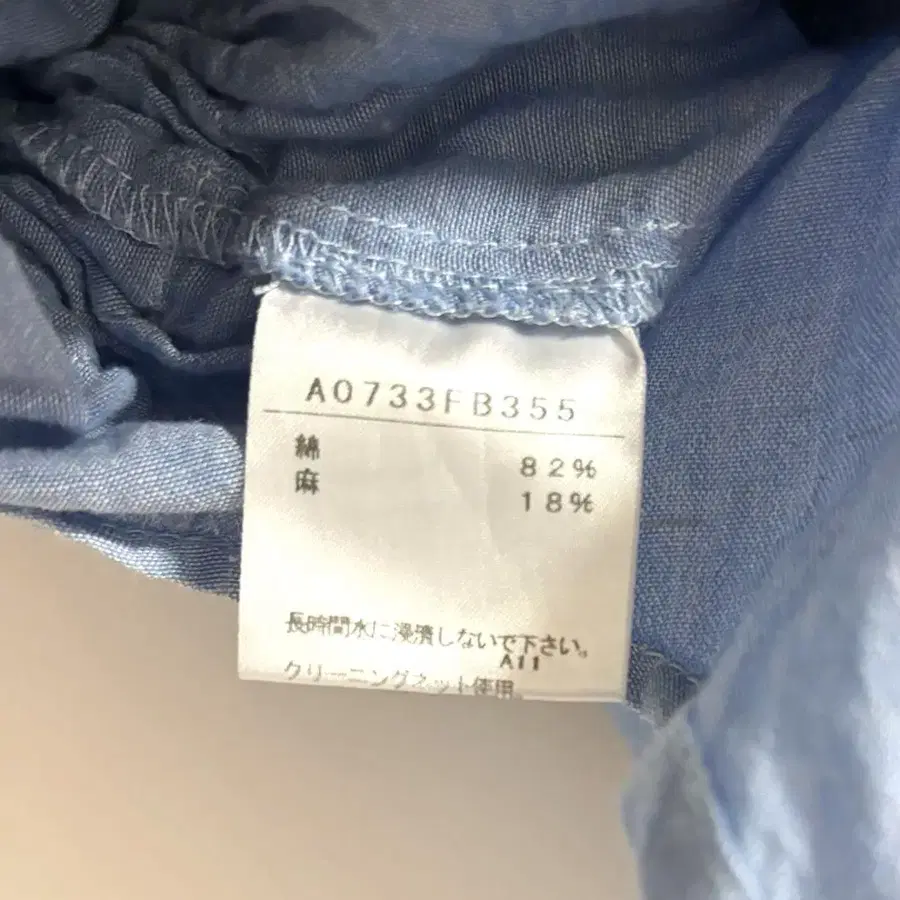 A0733FB355
綿 82%
麻 18%
長時間水に浸漬しないで下さい。
A11
クリーニングネット使用。